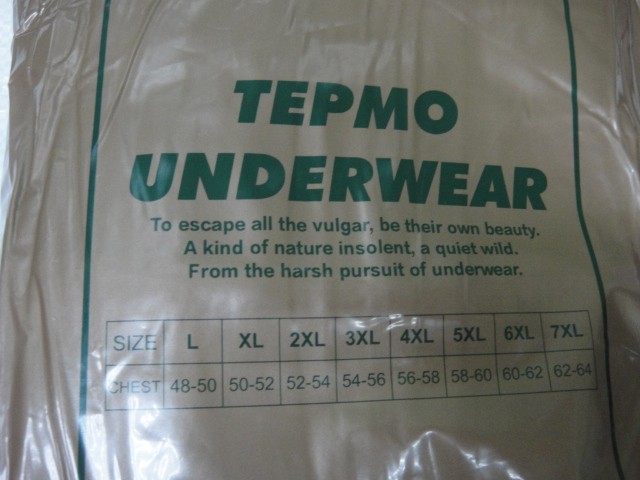 TEPMO
UNDERWEAR
To escape all the vulgar, be their own beauty.
A kind of nature insolent, a quiet wild.
From the harsh pursuit of underwear.
SIZE L XL 2XL 3XL 4XL 5XL 6XL 7XL
CHEST 48-50 50-52 52-54 54-56 56-58 58-60 60-62 62-64